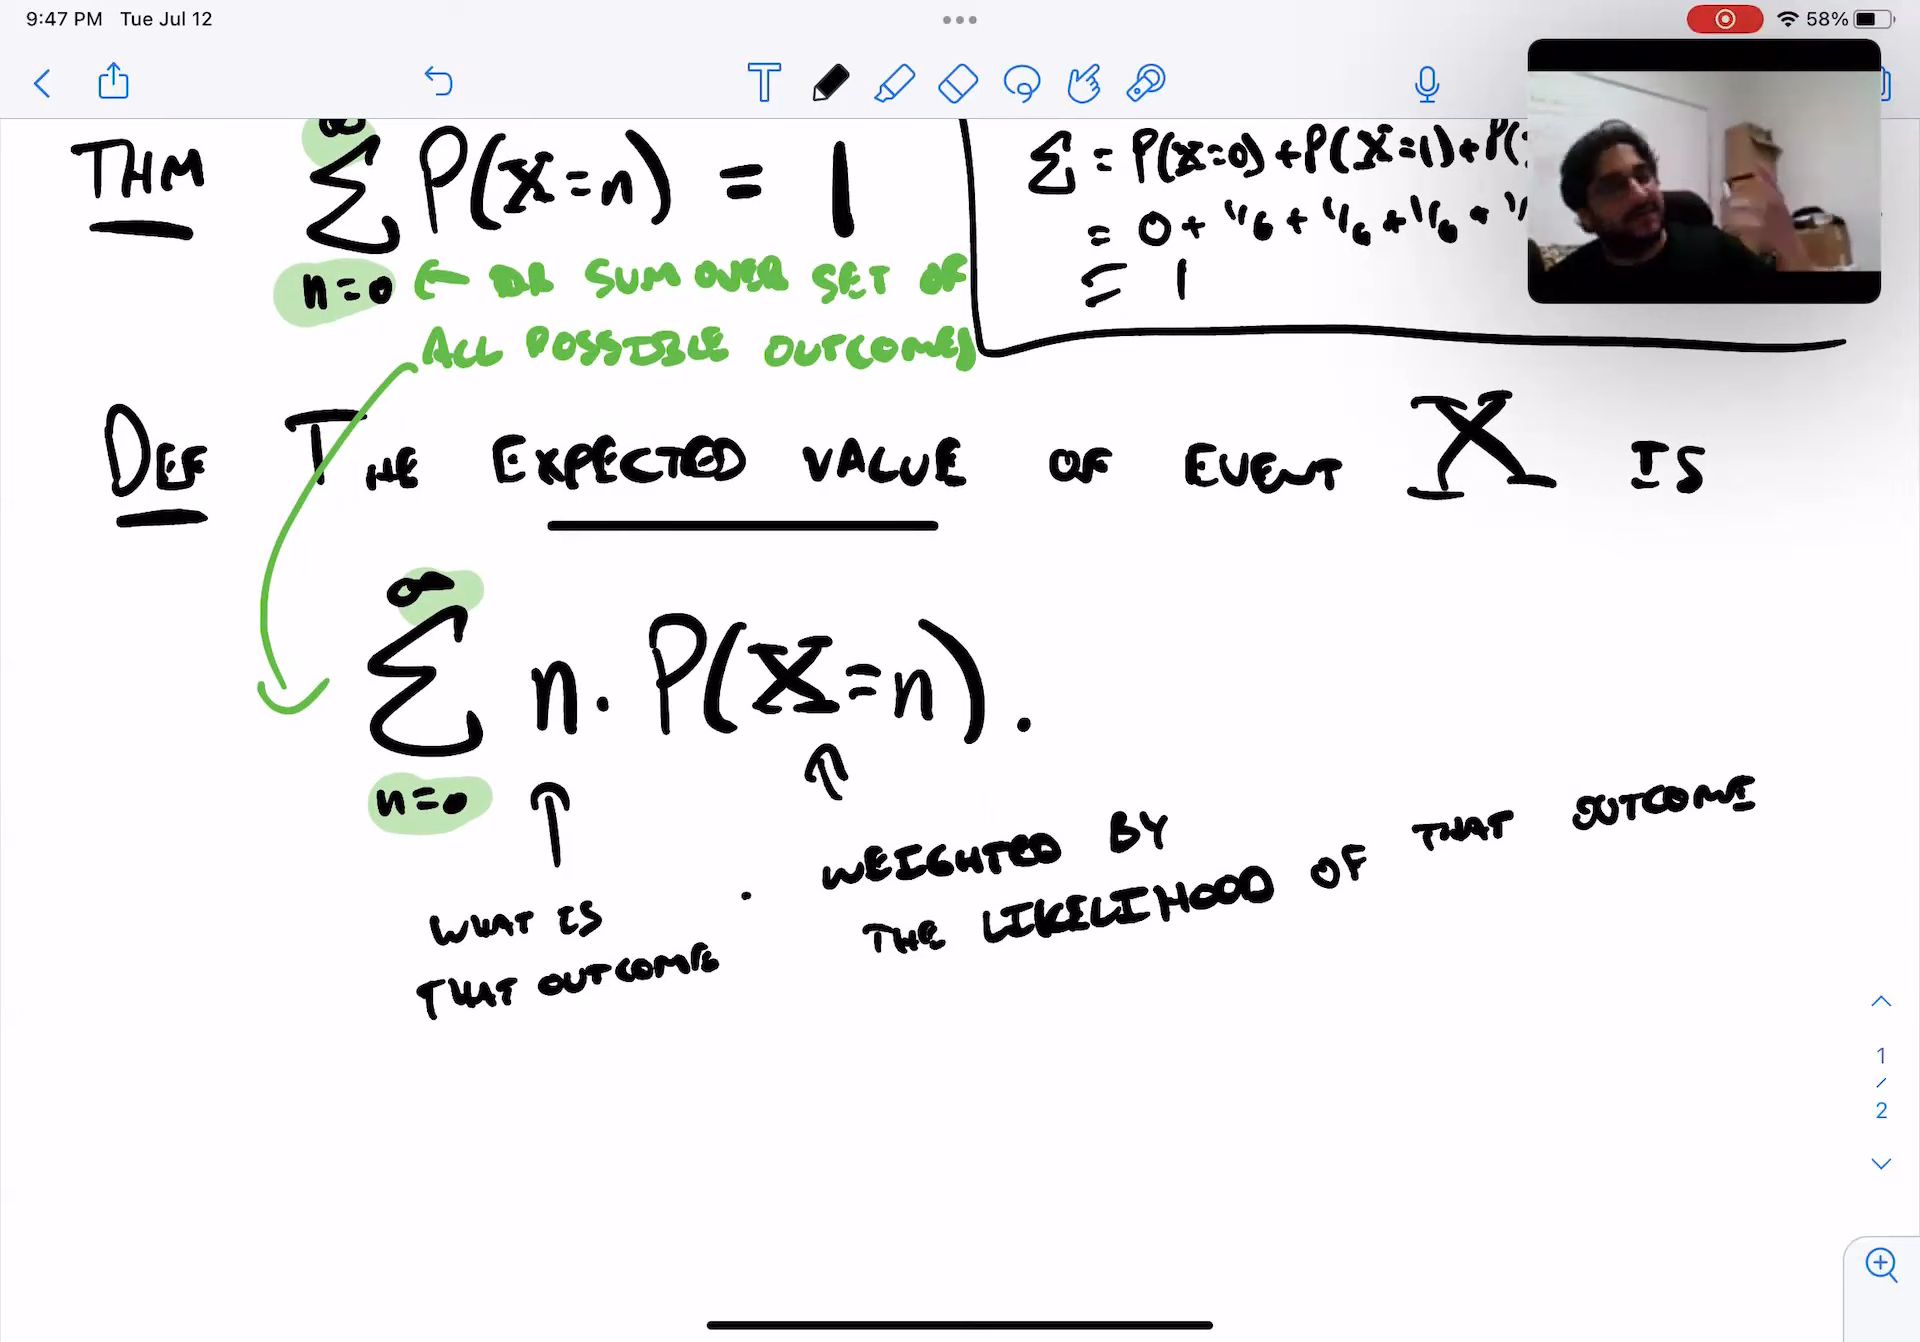 9:47 PM Tue Jul 12
58%
THM
∞
Σ P(X=n) = 1
n=0
← OR SUM OVER SET OF
ALL POSSIBLE OUTCOMES
Σ = P(X=0)+P(X=1)+P(
= 0 + 1/6 + 1/6 + 1/6 +
= 1
DEF THE EXPECTED VALUE OF EVENT X IS
∞
Σ n · P(X=n).
n=0
WHAT IS
THAT OUTCOME
· WEIGHTED BY
THE LIKELIHOOD OF THAT OUTCOME
1
/
2